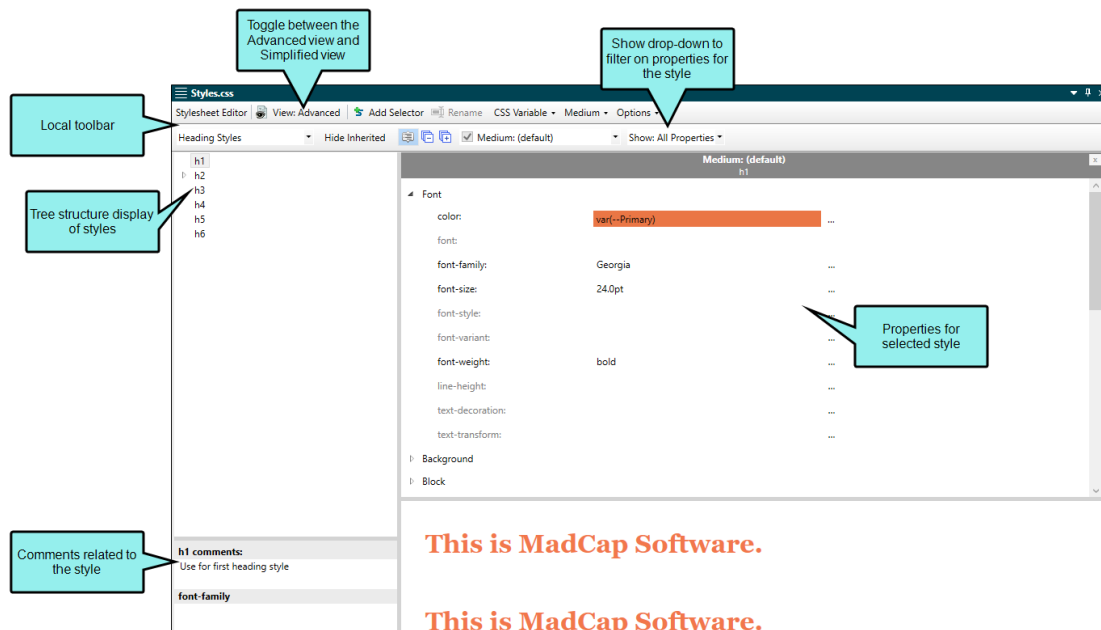 Toggle between the
Advanced view and
Simplified view
Show drop-down to
filter on properties for
the style
Styles.css
Local toolbar
Stylesheet Editor View: Advanced Add Selector Rename CSS Variable Medium Options
Heading Styles Hide Inherited Medium: (default) Show: All Properties
Medium: (default)
h1
h1
h2
h3
h4
h5
h6
Tree structure display
of styles
Font
color: var(--Primary) ...
font:
font-family: Georgia ...
font-size: 24.0pt ...
font-style: ...
font-variant: ...
font-weight: bold ...
line-height: ...
text-decoration: ...
text-transform: ...
Background
Block
Properties for
selected style
Comments related to
the style
h1 comments:
Use for first heading style
font-family
This is MadCap Software.
This is MadCap Software.